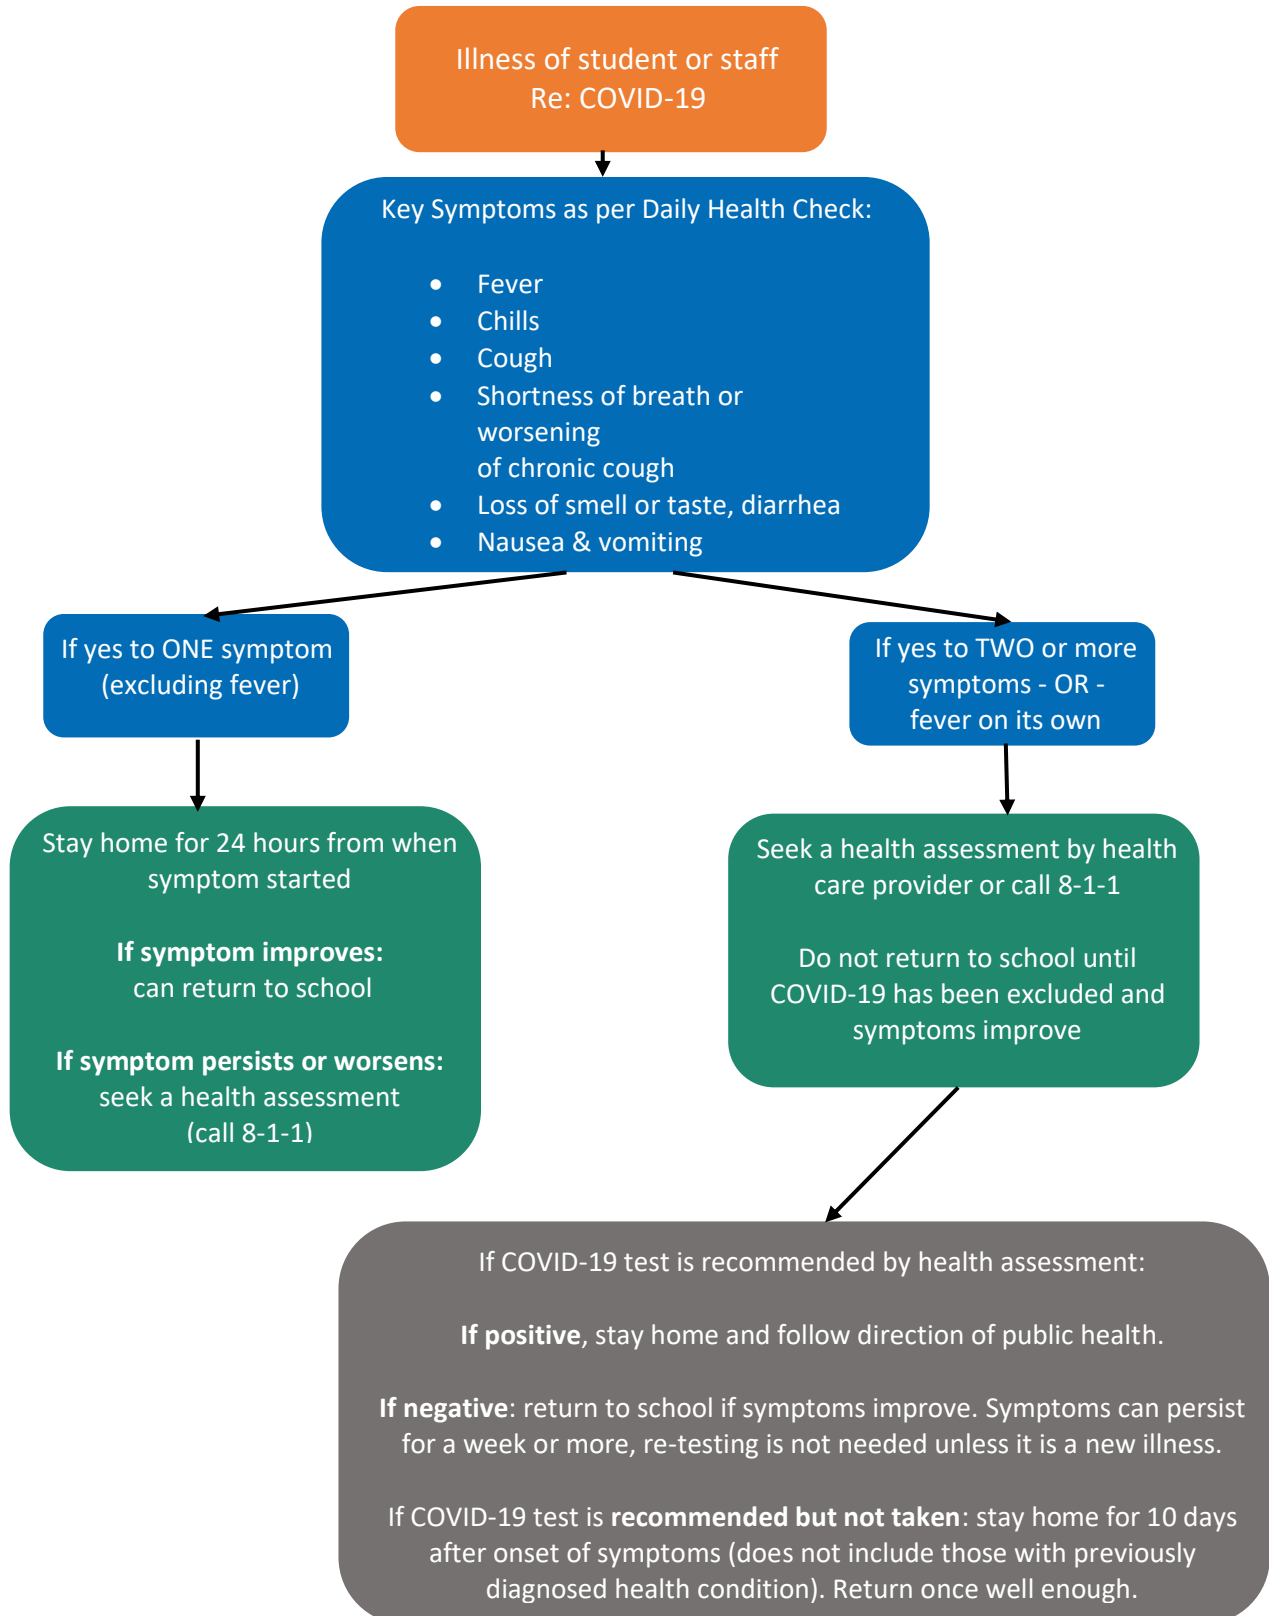 Illness of student or staff
Re: COVID-19
Key Symptoms as per Daily Health Check:
• Fever
• Chills
• Cough
• Shortness of breath or
worsening
of chronic cough
• Loss of smell or taste, diarrhea
• Nausea & vomiting
If yes to ONE symptom
(excluding fever)
If yes to TWO or more
symptoms - OR -
fever on its own
Stay home for 24 hours from when
symptom started
If symptom improves:
can return to school
If symptom persists or worsens:
seek a health assessment
(call 8-1-1)
Seek a health assessment by health
care provider or call 8-1-1
Do not return to school until
COVID-19 has been excluded and
symptoms improve
If COVID-19 test is recommended by health assessment:
If positive, stay home and follow direction of public health.
If negative: return to school if symptoms improve. Symptoms can persist
for a week or more, re-testing is not needed unless it is a new illness.
If COVID-19 test is recommended but not taken: stay home for 10 days
after onset of symptoms (does not include those with previously
diagnosed health condition). Return once well enough.